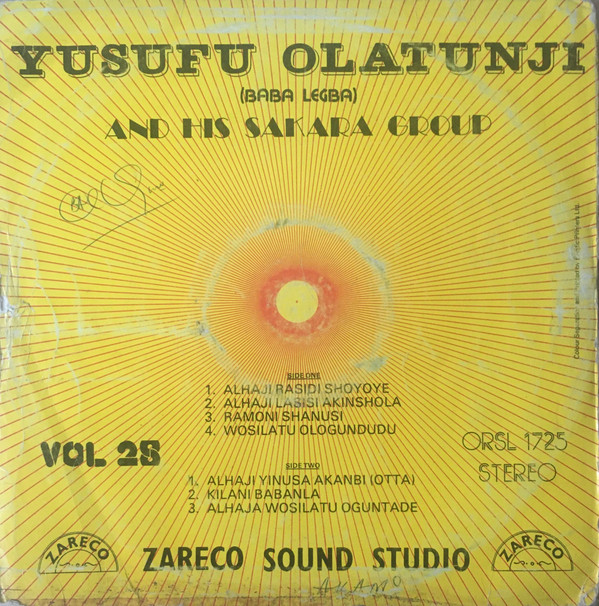 YUSUFU OLATUNJI
(BABA LEGBA)
AND HIS SAKARA GROUP
SIDE ONE
1. ALHAJI RASIDI SHOYOYE
2. ALHAJI LABISI AKINSHOLA
3. RAMONI SHANUSI
4. WOSILATU OLOGUNDUDU
VOL 25
ORSL 1725
STEREO
SIDE TWO
1. ALHAJI YINUSA AKANBI (OTTA)
2. KILANI BABANLA
3. ALHAJA WOSILATU OGUNTADE
ZARECO
ZARECO SOUND STUDIO
ZARECO
AKAMO